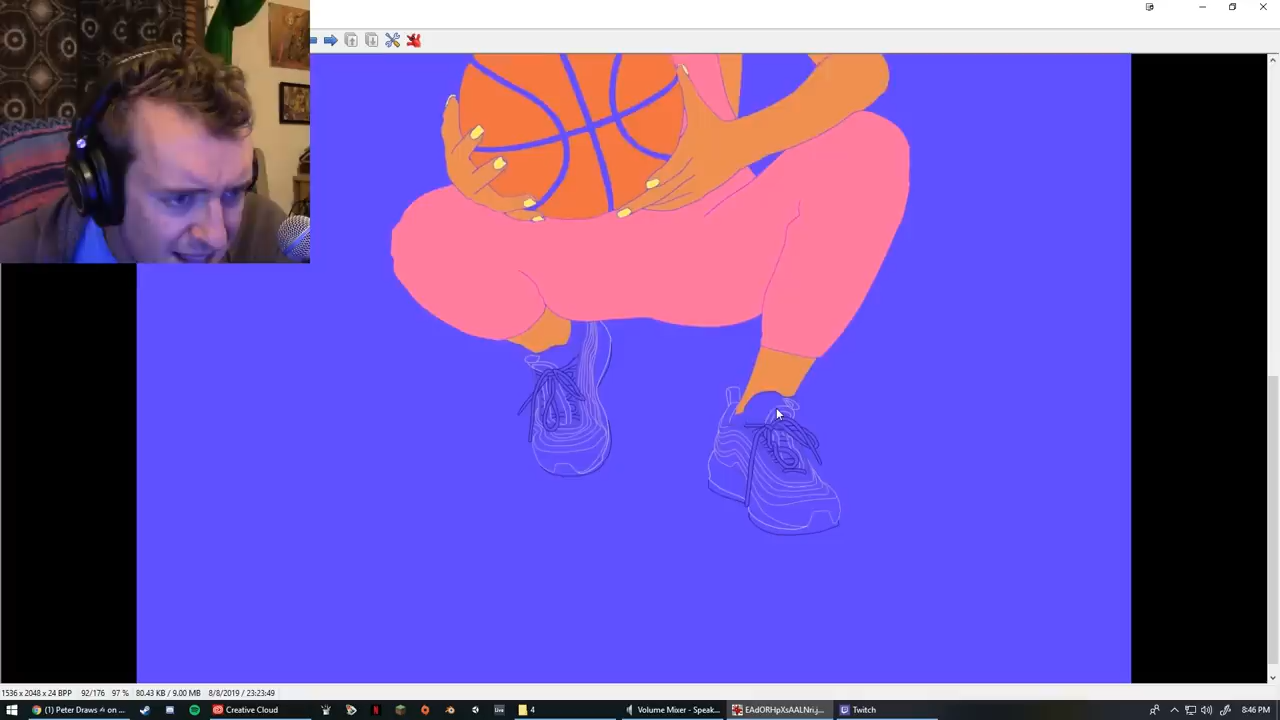 1536 x 2048 x 24 BPP 92/176 97 % 80.43 KB / 9.00 MB 8/8/2019 / 23:23:49
(1) Peter Draws on ... Creative Cloud 4 Volume Mixer - Speak... EAdORHpXsAALNri.j... Twitch 8:46 PM